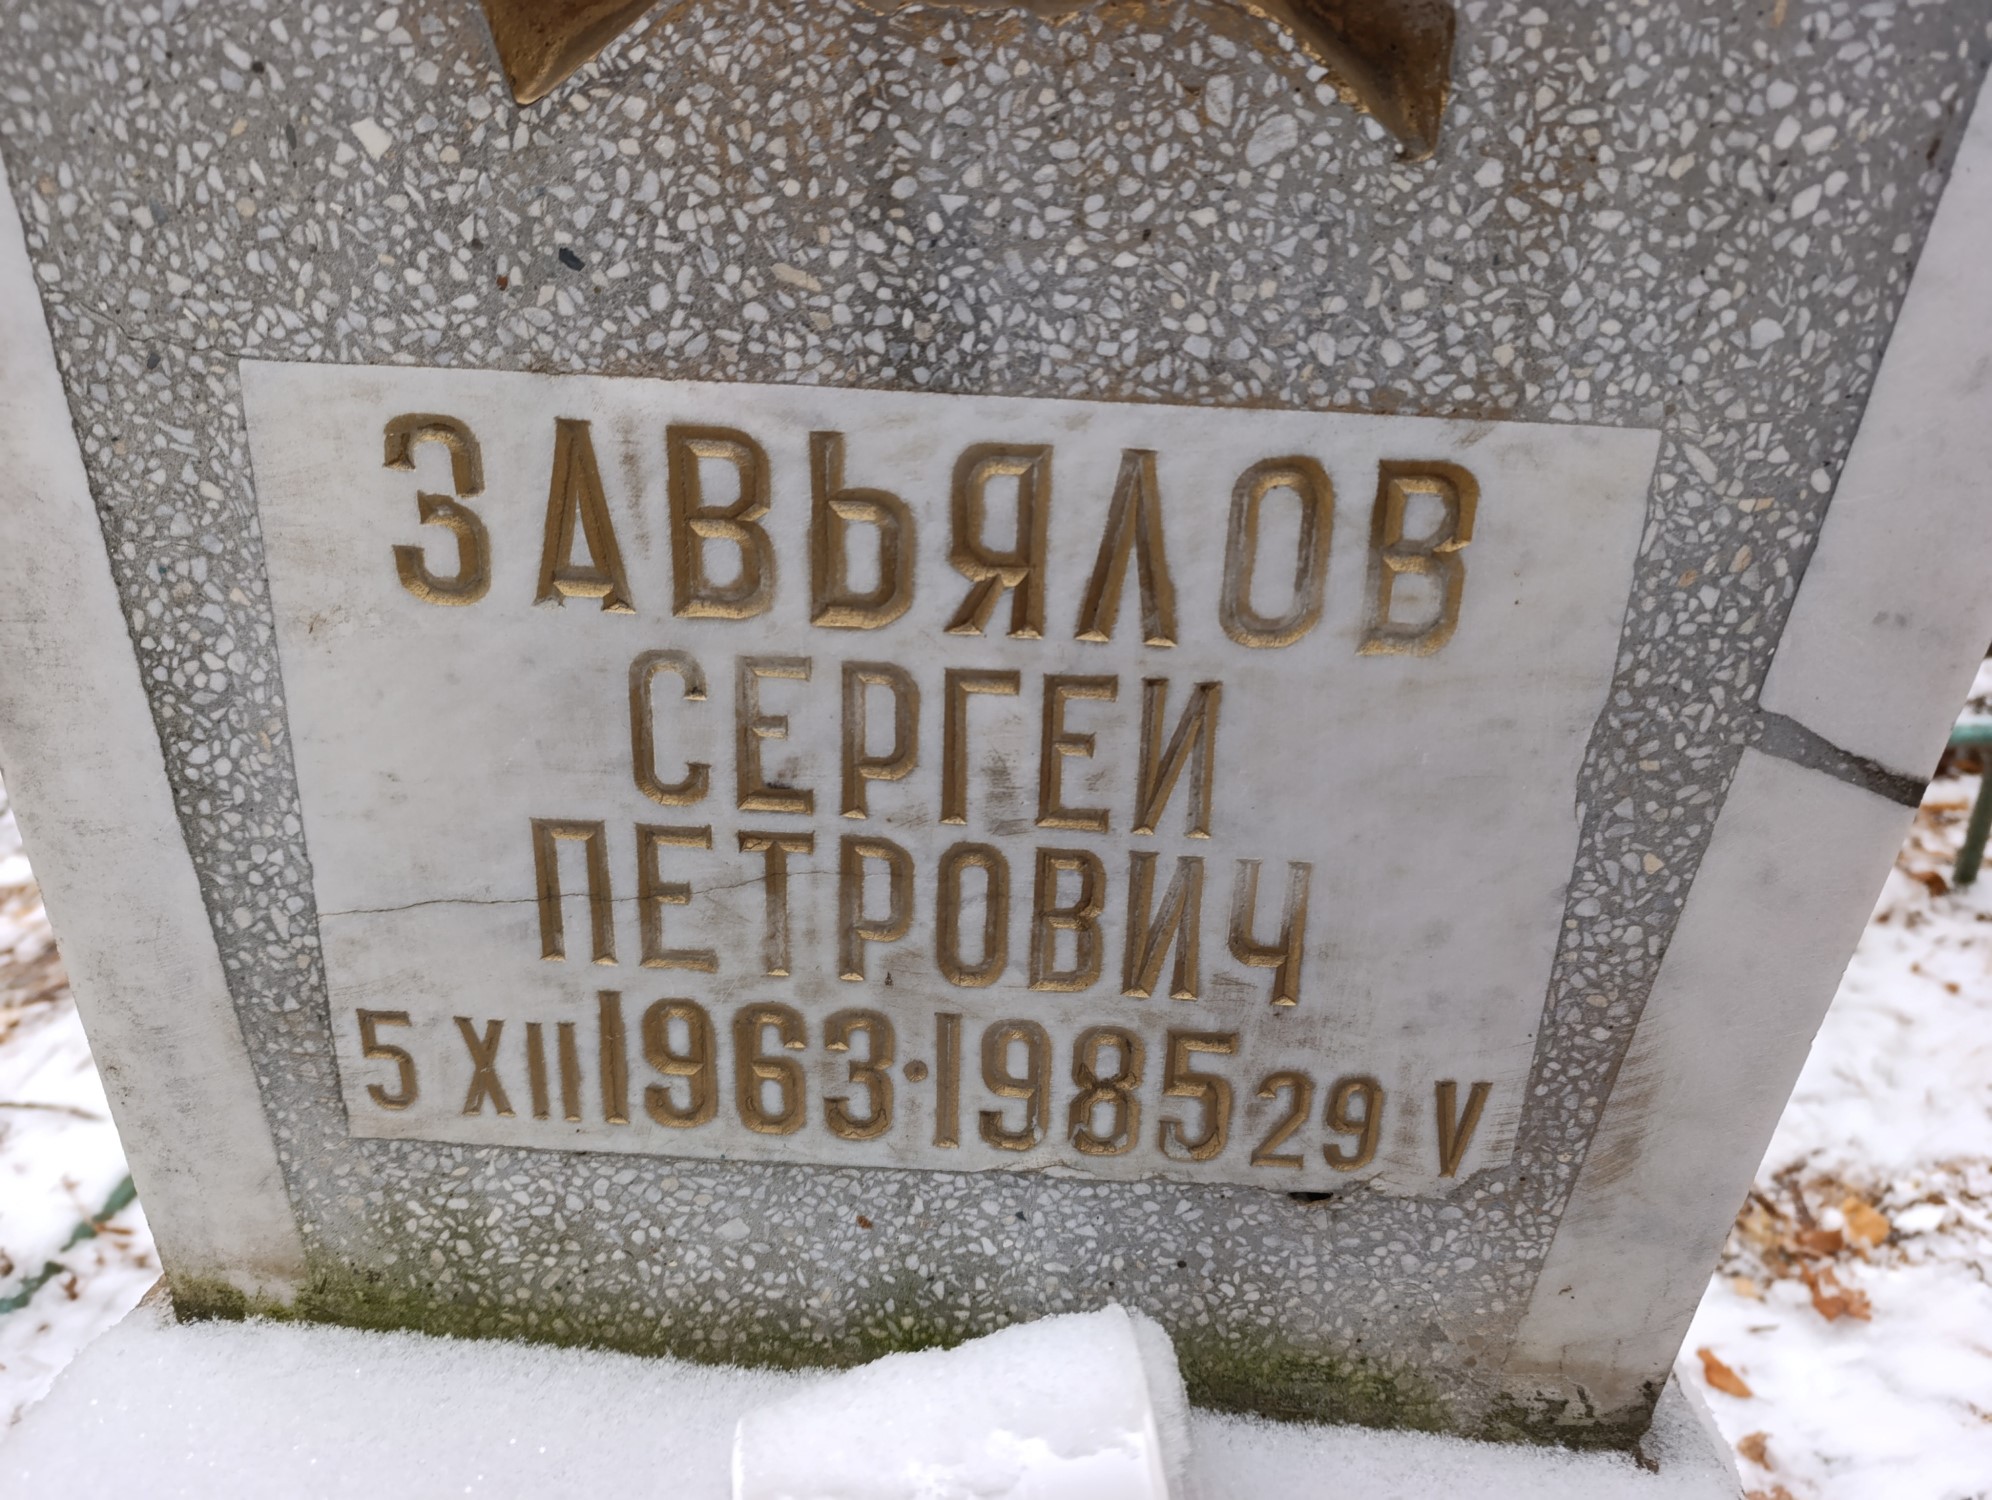 ЗАВЬЯЛОВ
СЕРГЕИ
ПЕТРОВИЧ
5 XII 1963·1985 29 V